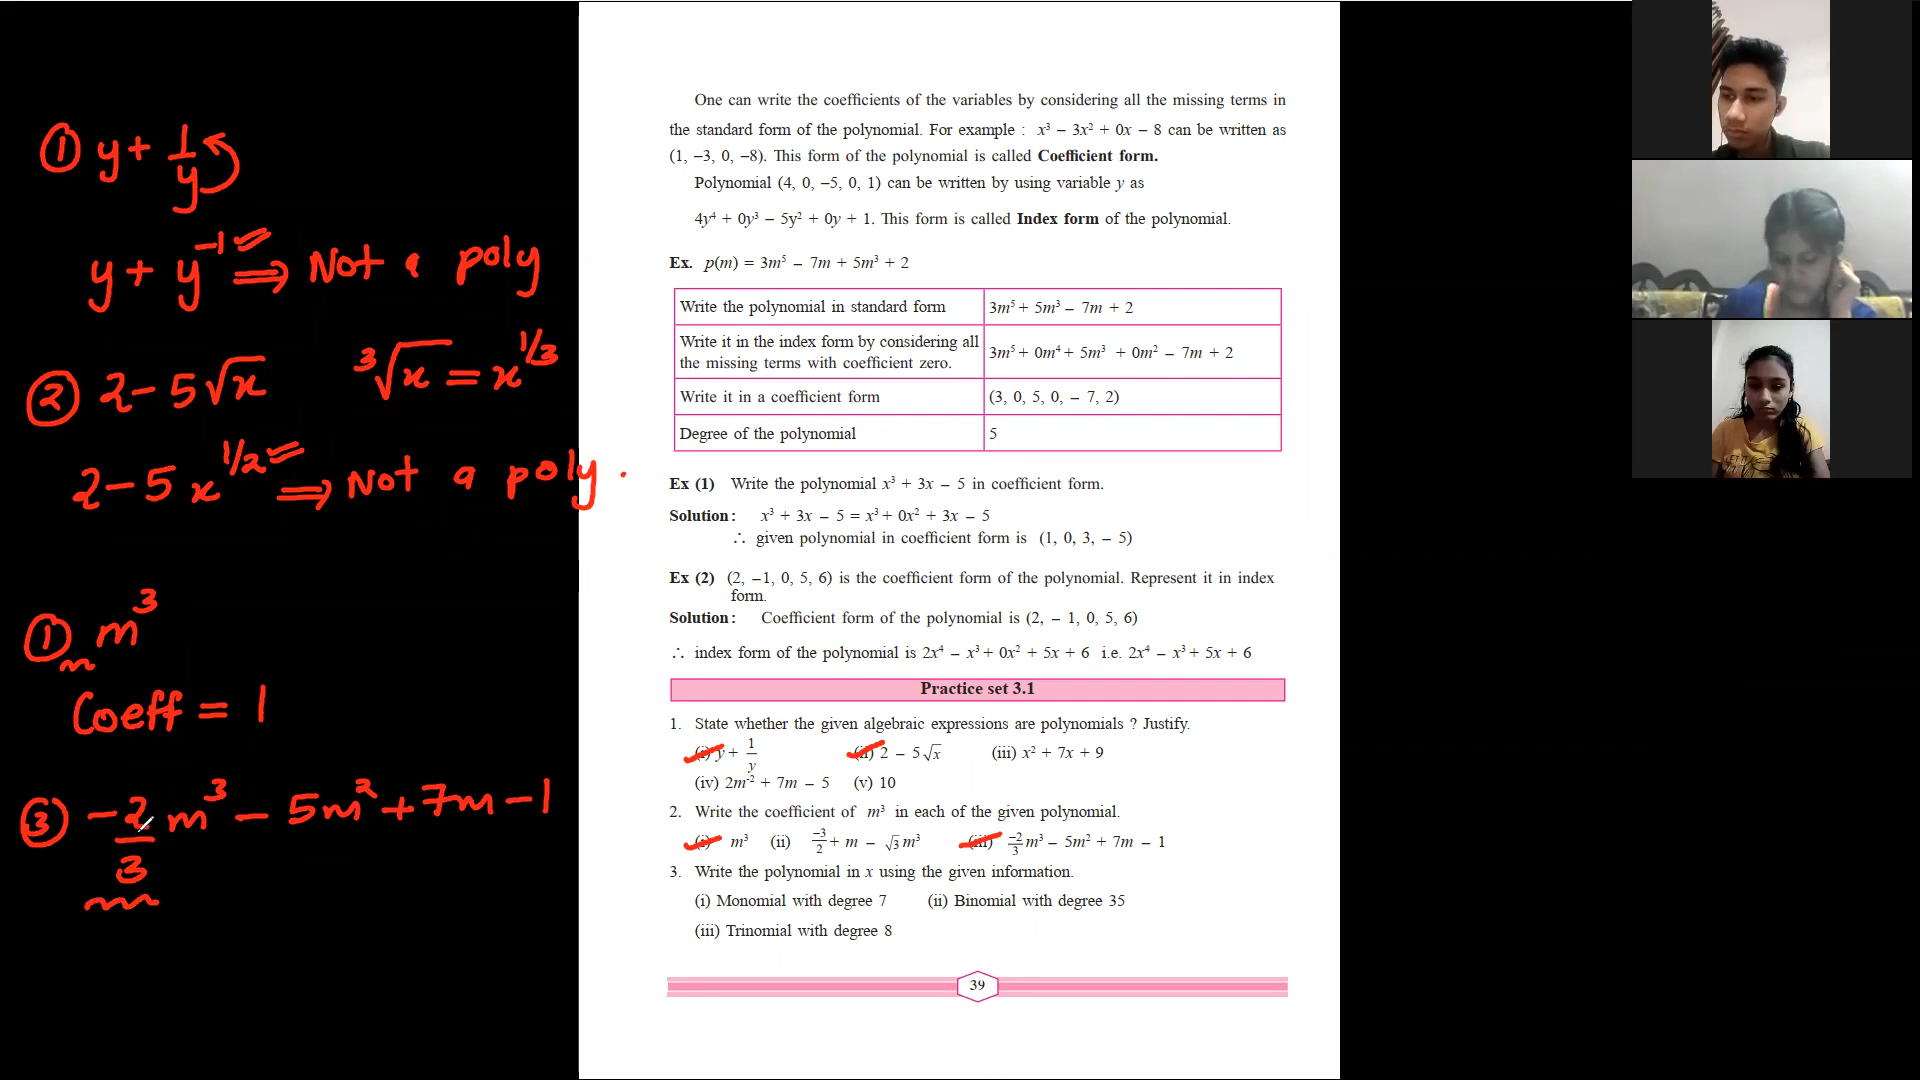 ① y + 1/y
y + y⁻¹ ⇒ Not a poly
② 2 - 5√x    ³√x = x^1/3
2 - 5x^1/2 ⇒ Not a poly.
① m³
Coeff = 1
③ -2/3 m³ - 5m² + 7m - 1
One can write the coefficients of the variables by considering all the missing terms in
the standard form of the polynomial. For example : x³ – 3x² + 0x – 8 can be written as
(1, –3, 0, –8). This form of the polynomial is called Coefficient form.
Polynomial (4, 0, –5, 0, 1) can be written by using variable y as
4y⁴ + 0y³ – 5y² + 0y + 1. This form is called Index form of the polynomial.
Ex. p(m) = 3m⁵ – 7m + 5m³ + 2
Write the polynomial in standard form    3m⁵ + 5m³ – 7m + 2
Write it in the index form by considering all
the missing terms with coefficient zero.    3m⁵ + 0m⁴ + 5m³ + 0m² – 7m + 2
Write it in a coefficient form    (3, 0, 5, 0, – 7, 2)
Degree of the polynomial    5
Ex (1) Write the polynomial x³ + 3x – 5 in coefficient form.
Solution : x³ + 3x – 5 = x³ + 0x² + 3x – 5
∴ given polynomial in coefficient form is (1, 0, 3, – 5)
Ex (2) (2, –1, 0, 5, 6) is the coefficient form of the polynomial. Represent it in index
form.
Solution : Coefficient form of the polynomial is (2, – 1, 0, 5, 6)
∴ index form of the polynomial is 2x⁴ – x³ + 0x² + 5x + 6 i.e. 2x⁴ – x³ + 5x + 6
Practice set 3.1
1. State whether the given algebraic expressions are polynomials ? Justify.
(i) y + 1/y    (ii) 2 – 5√x    (iii) x² + 7x + 9
(iv) 2m⁻² + 7m – 5    (v) 10
2. Write the coefficient of m³ in each of the given polynomial.
(i) m³    (ii) –3/2 + m – √3 m³    (iii) –2/3 m³ – 5m² + 7m – 1
3. Write the polynomial in x using the given information.
(i) Monomial with degree 7    (ii) Binomial with degree 35
(iii) Trinomial with degree 8
39